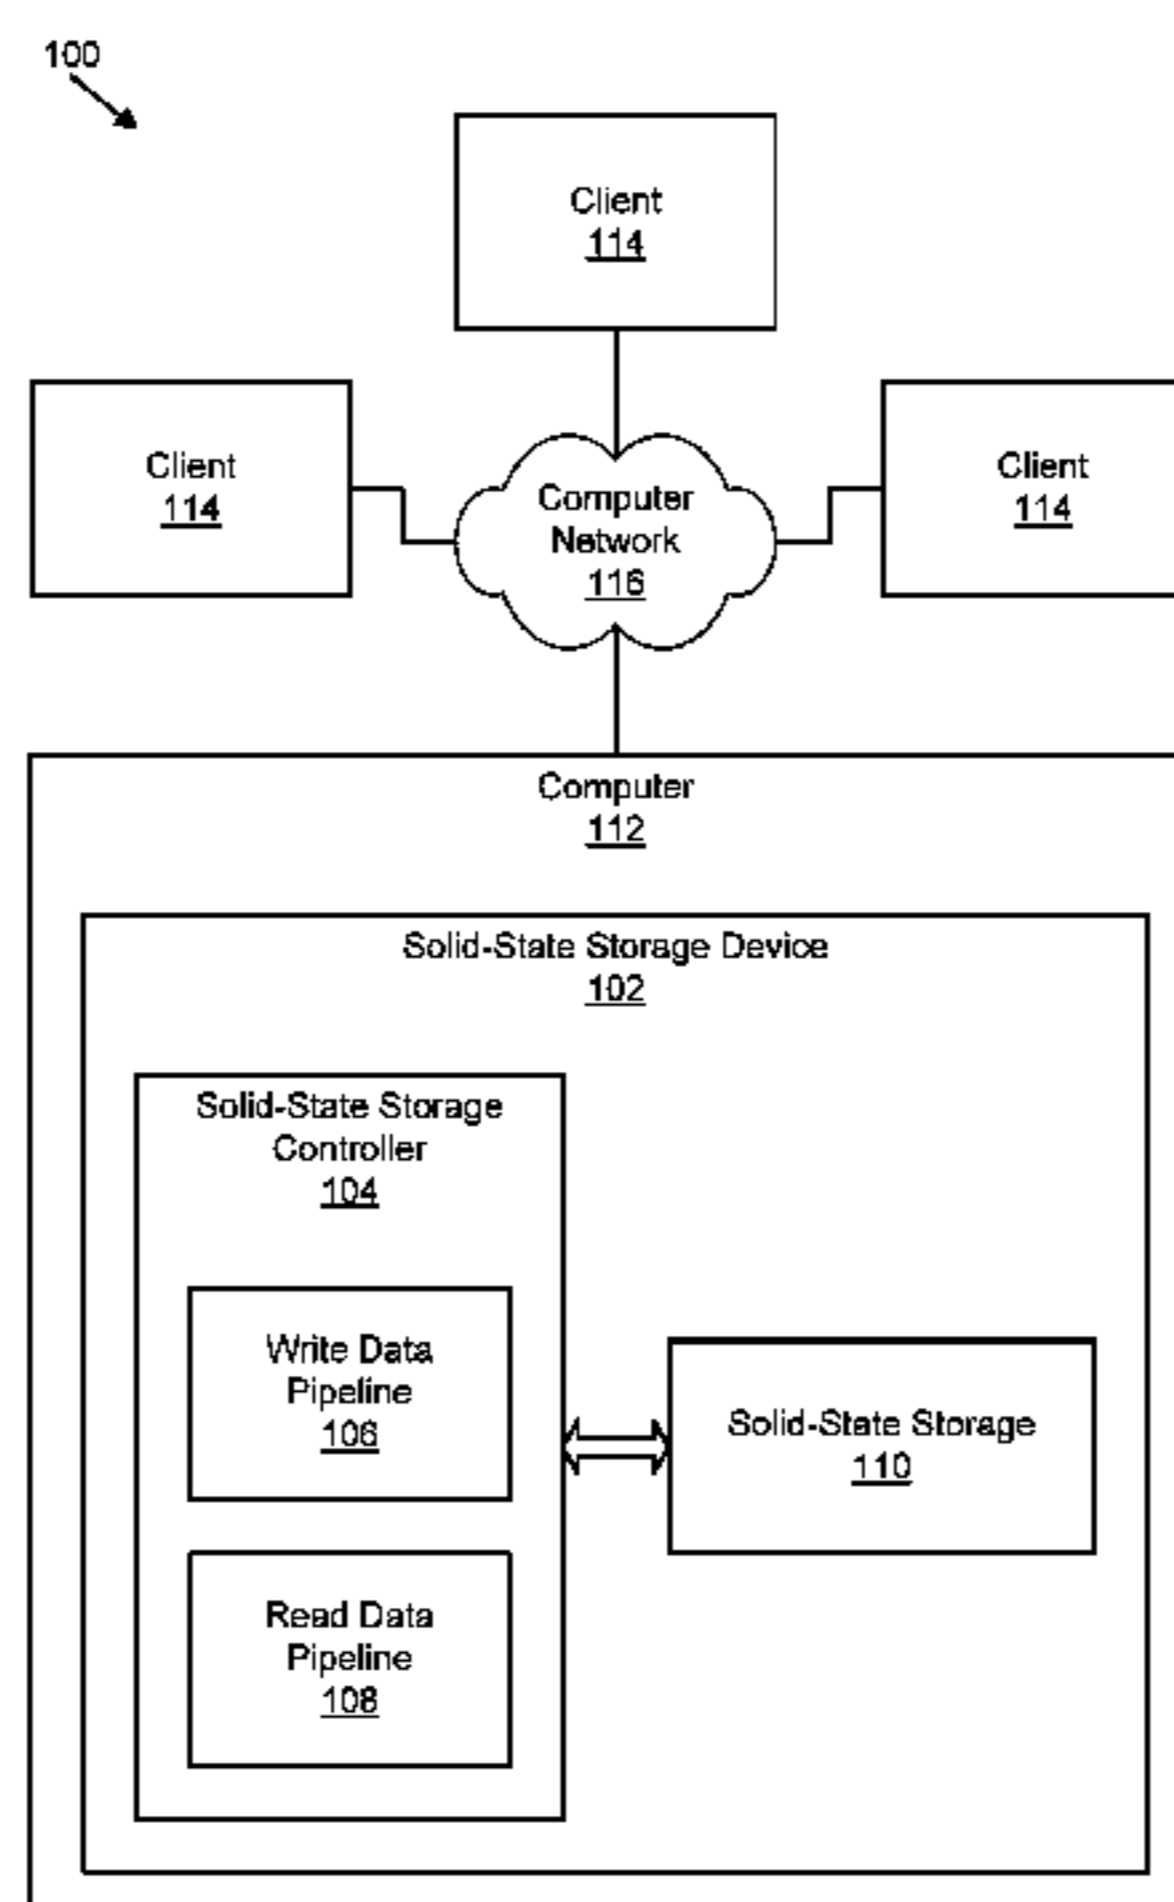 100
Client
114
Client
114
Client
114
Computer
Network
116
Computer
112
Solid-State Storage Device
102
Solid-State Storage
Controller
104
Write Data
Pipeline
106
Solid-State Storage
110
Read Data
Pipeline
108